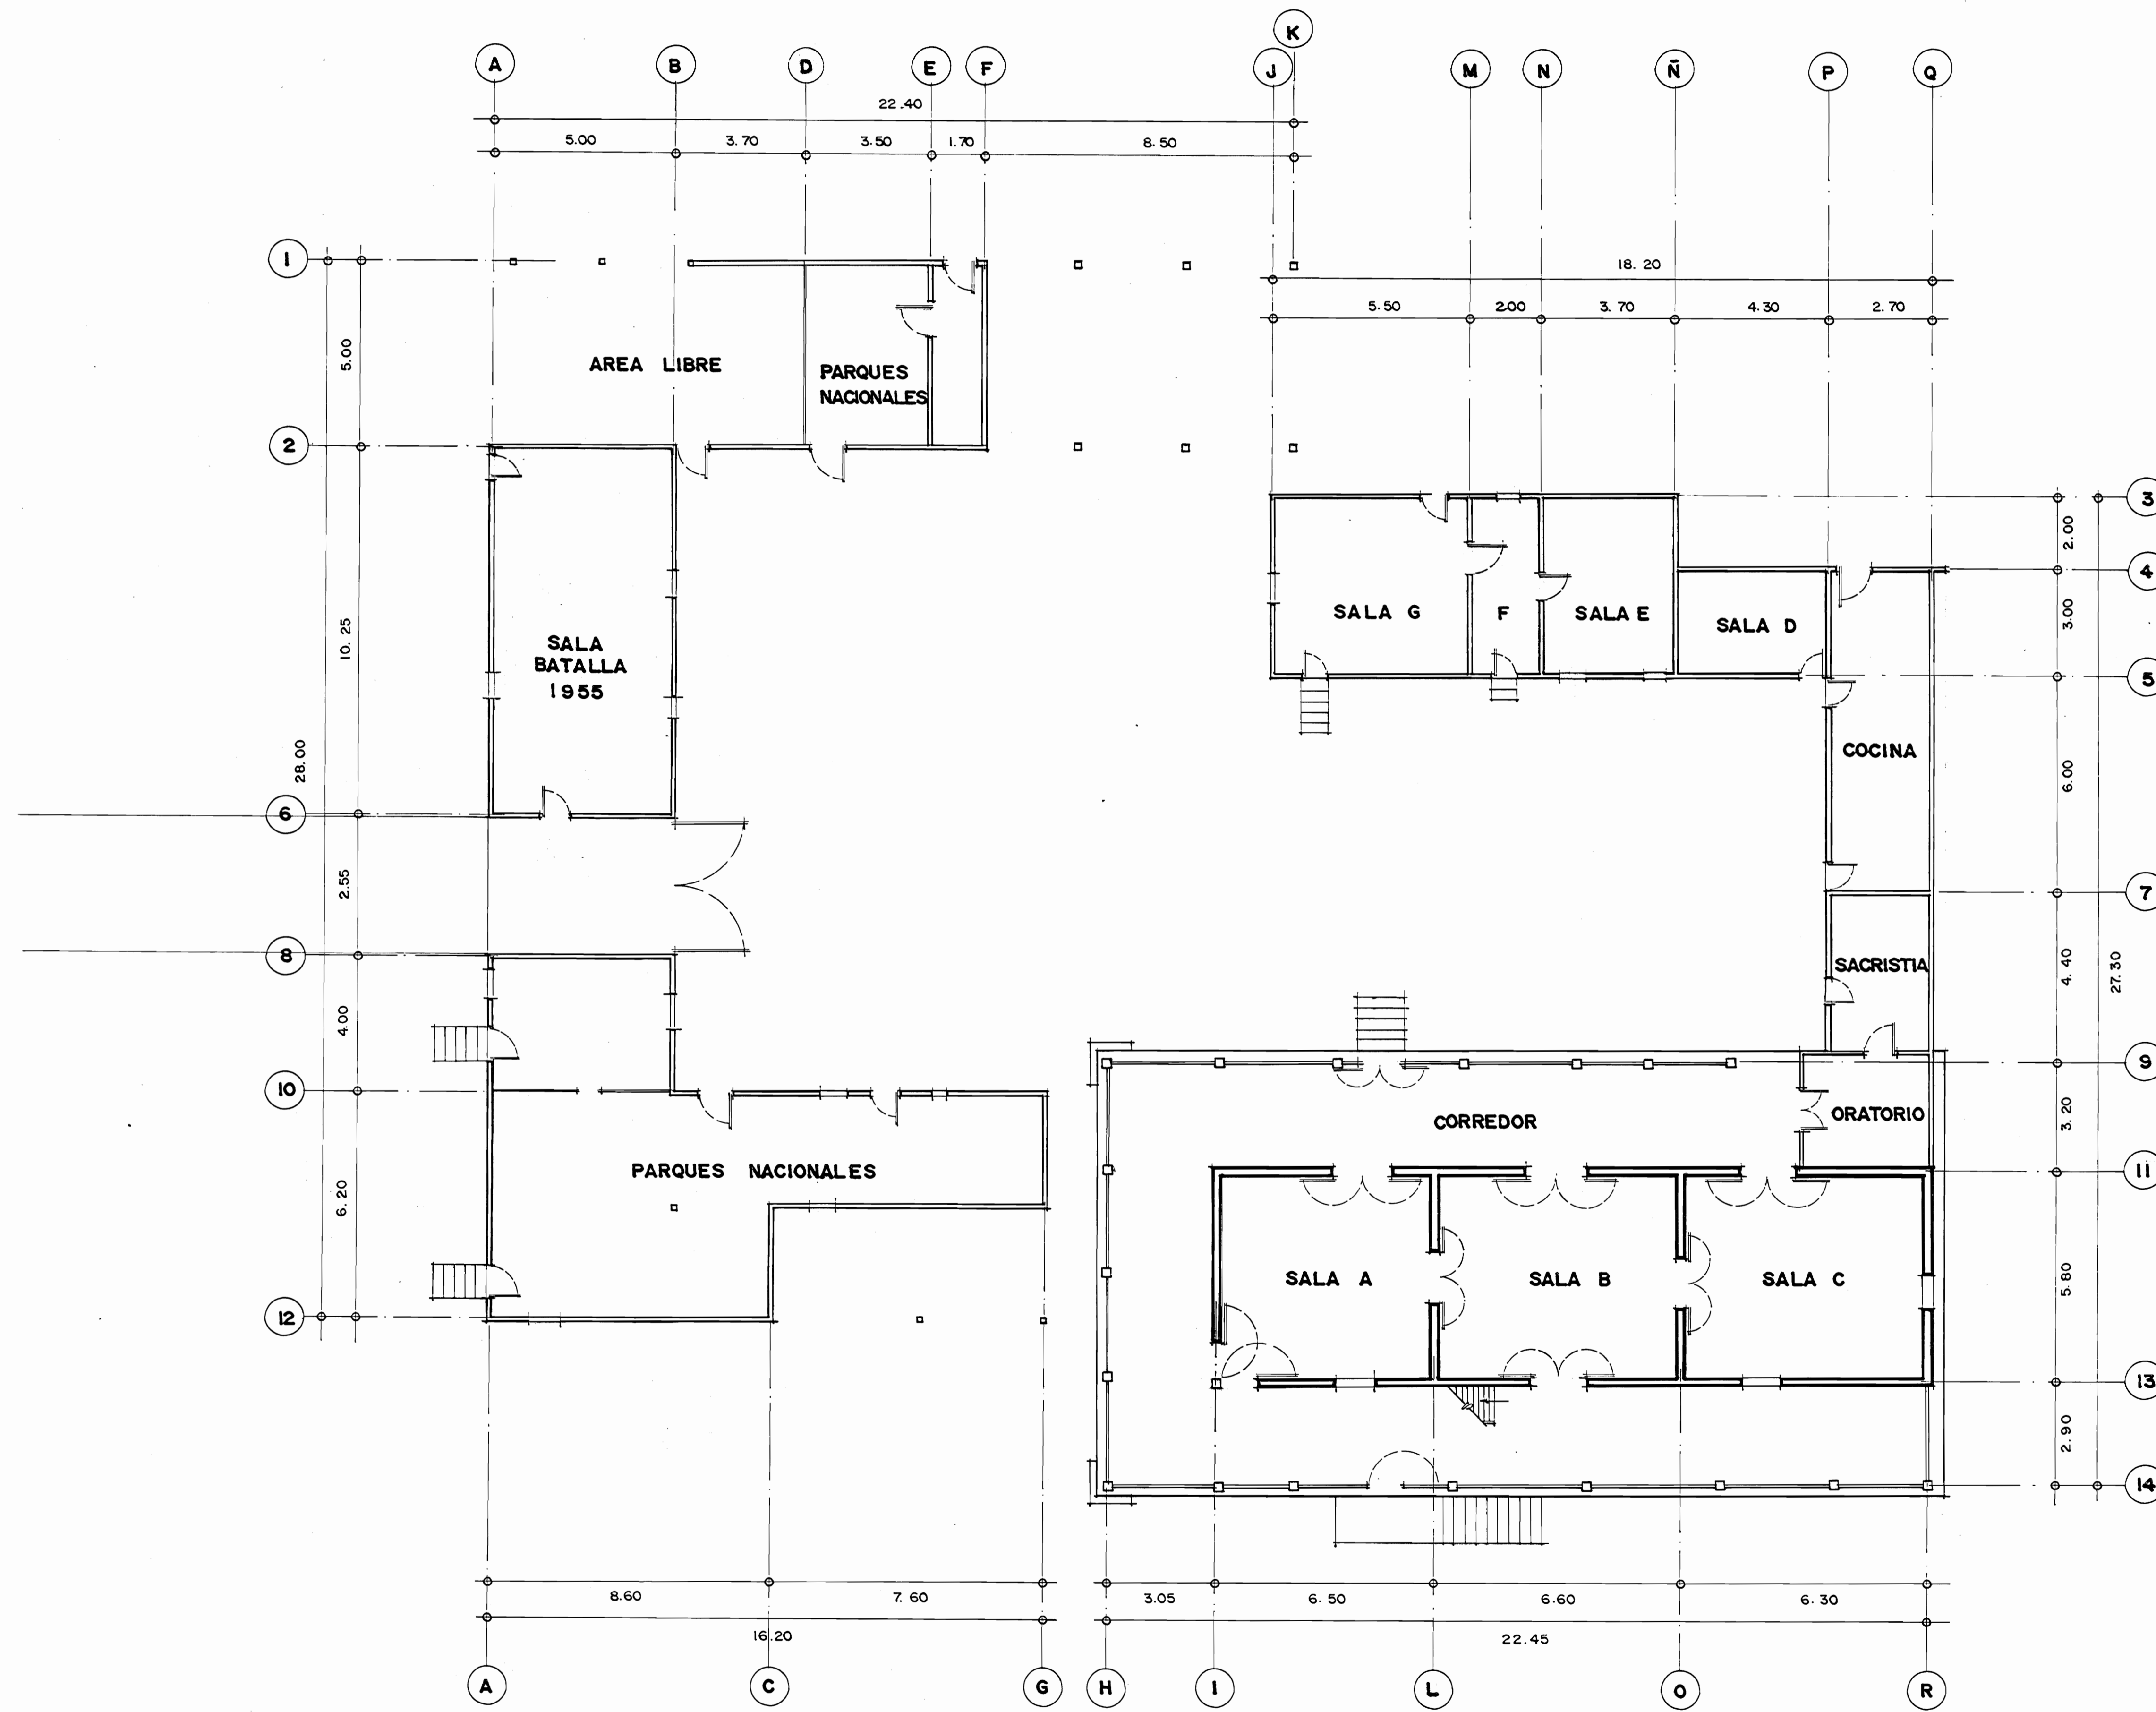 K
A B D E F J M N Ñ P Q
22.40
5.00 3.70 3.50 1.70 8.50
1
18.20
5.50 2.00 3.70 4.30 2.70
5.00
AREA LIBRE
PARQUES
NACIONALES
2
3
2.00
4
10.25
SALA
BATALLA
1955
SALA G
F
SALA E
SALA D
3.00
5
28.00
COCINA
6.00
6
7
2.55
8
SACRISTIA
4.40
27.30
4.00
9
10
CORREDOR
ORATORIO
3.20
PARQUES NACIONALES
11
6.20
SALA A
SALA B
SALA C
5.80
12
13
2.90
14
8.60 7.60
3.05 6.50 6.60 6.30
16.20
22.45
A C G H I L O R